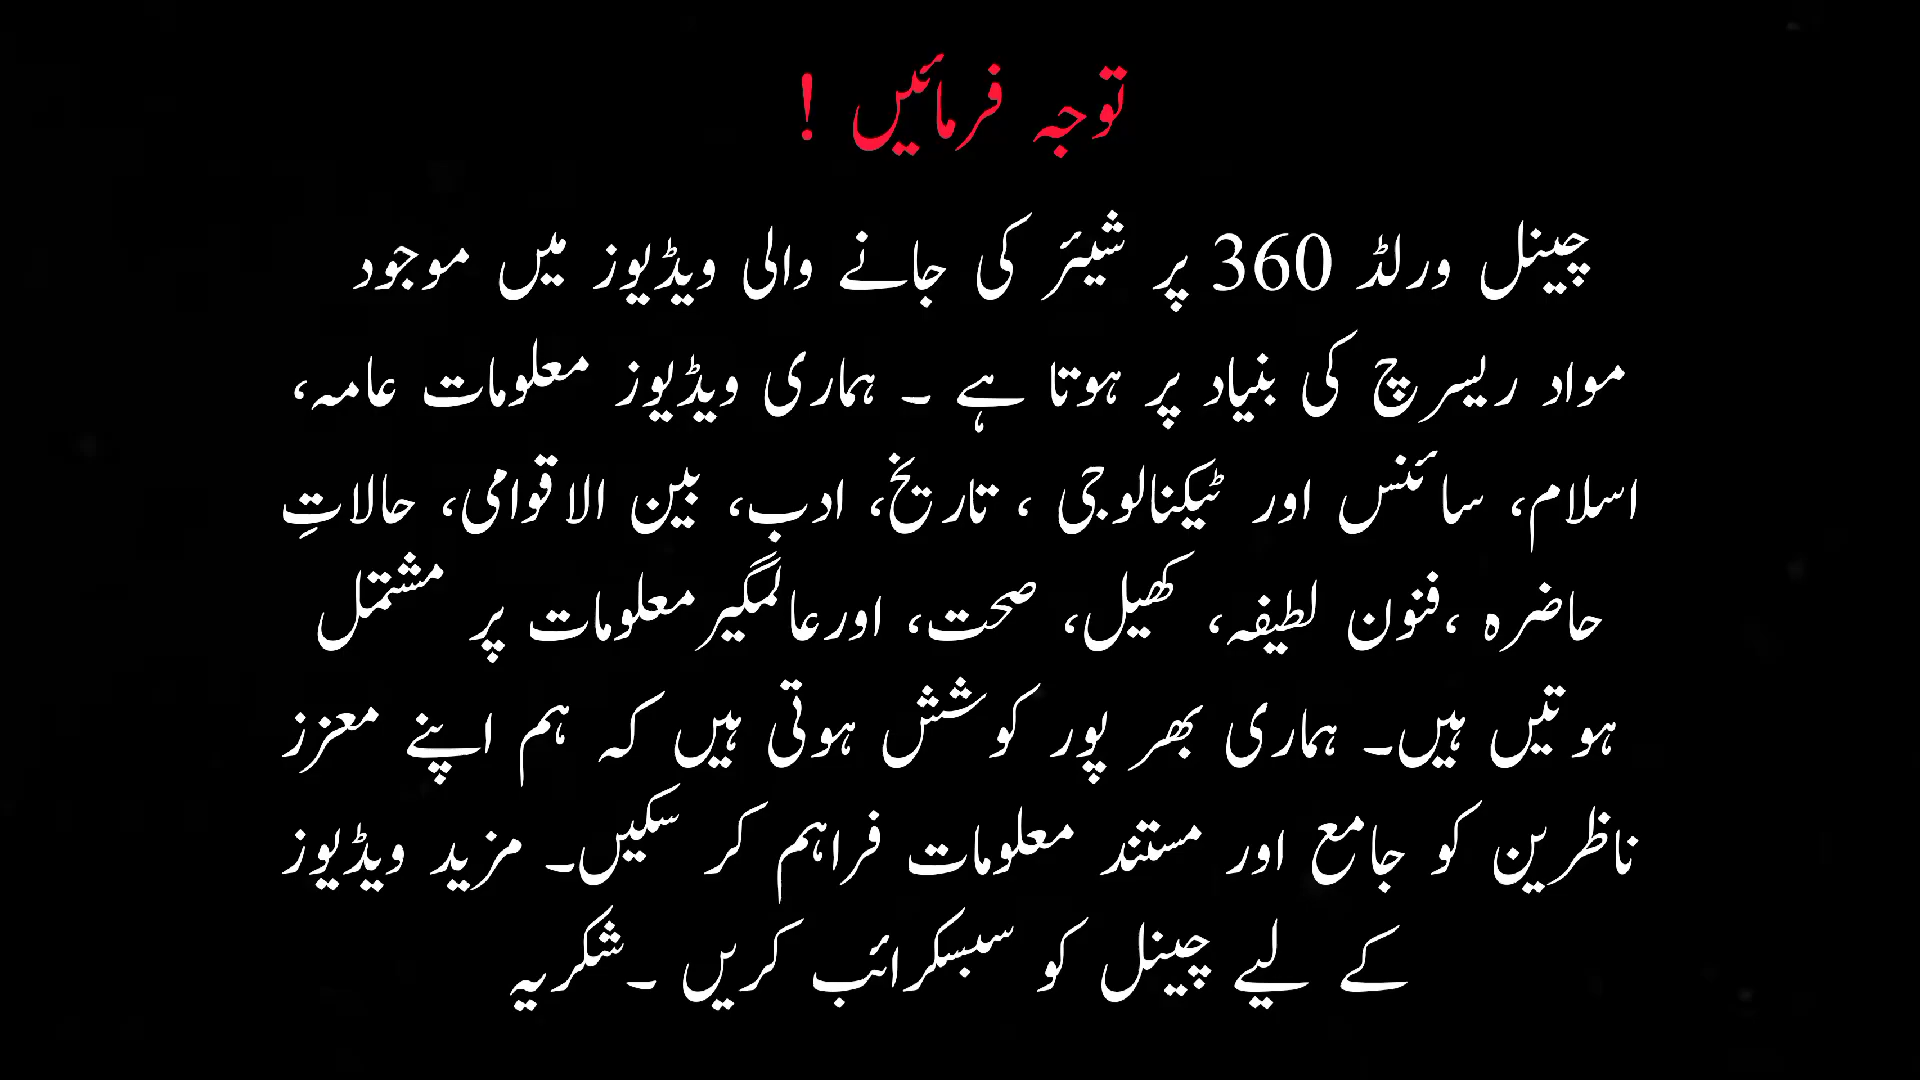 توجہ فرمائیں !
چینل ورلڈ 360 پر شیئر کی جانے والی ویڈیوز میں موجود
مواد ریسرچ کی بنیاد پر ہوتا ہے ۔ ہماری ویڈیوز معلومات عامہ،
اسلام، سائنس اور ٹیکنالوجی ، تاریخ، ادب، بین الاقوامی، حالاتِ
حاضرہ ،فنون لطیفہ، کھیل، صحت، اورعالمگیرمعلومات پر مشتمل
ہوتیں ہیں۔ ہماری بھر پور کوشش ہوتی ہیں کہ ہم اپنے معزز
ناظرین کو جامع اور مستند معلومات فراہم کر سکیں۔ مزید ویڈیوز
کے لیے چینل کو سبسکرائب کریں ۔شکریہ